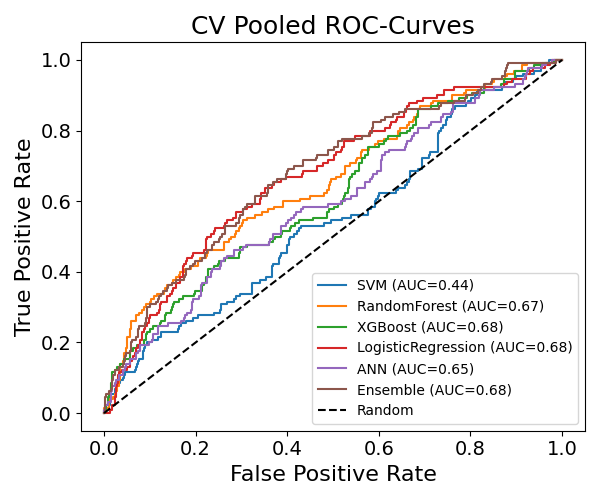 CV Pooled ROC-Curves
True Positive Rate
1.0
0.8
0.6
0.4
0.2
0.0
SVM (AUC=0.44)
RandomForest (AUC=0.67)
XGBoost (AUC=0.68)
LogisticRegression (AUC=0.68)
ANN (AUC=0.65)
Ensemble (AUC=0.68)
Random
0.0 0.2 0.4 0.6 0.8 1.0
False Positive Rate